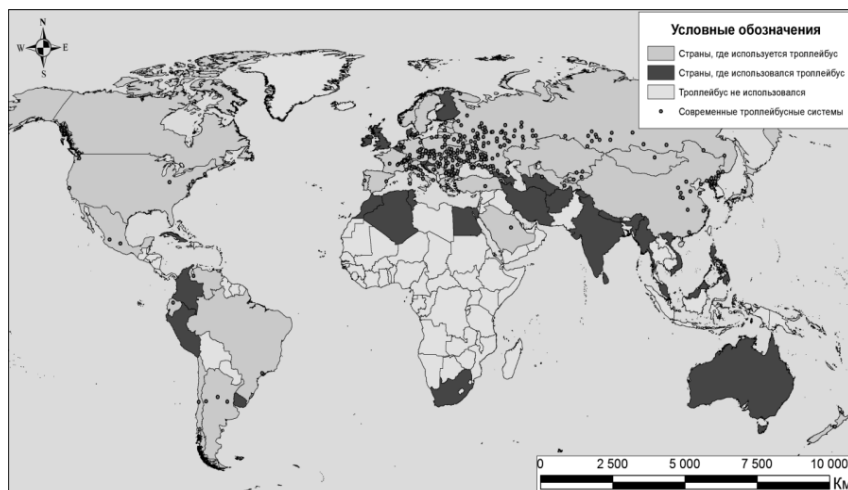 N
W E
S
Условные обозначения
Страны, где используется троллейбус
Страны, где использовался троллейбус
Троллейбус не использовался
Современные троллейбусные системы
0 2 500 5 000 7 500 10 000
Км